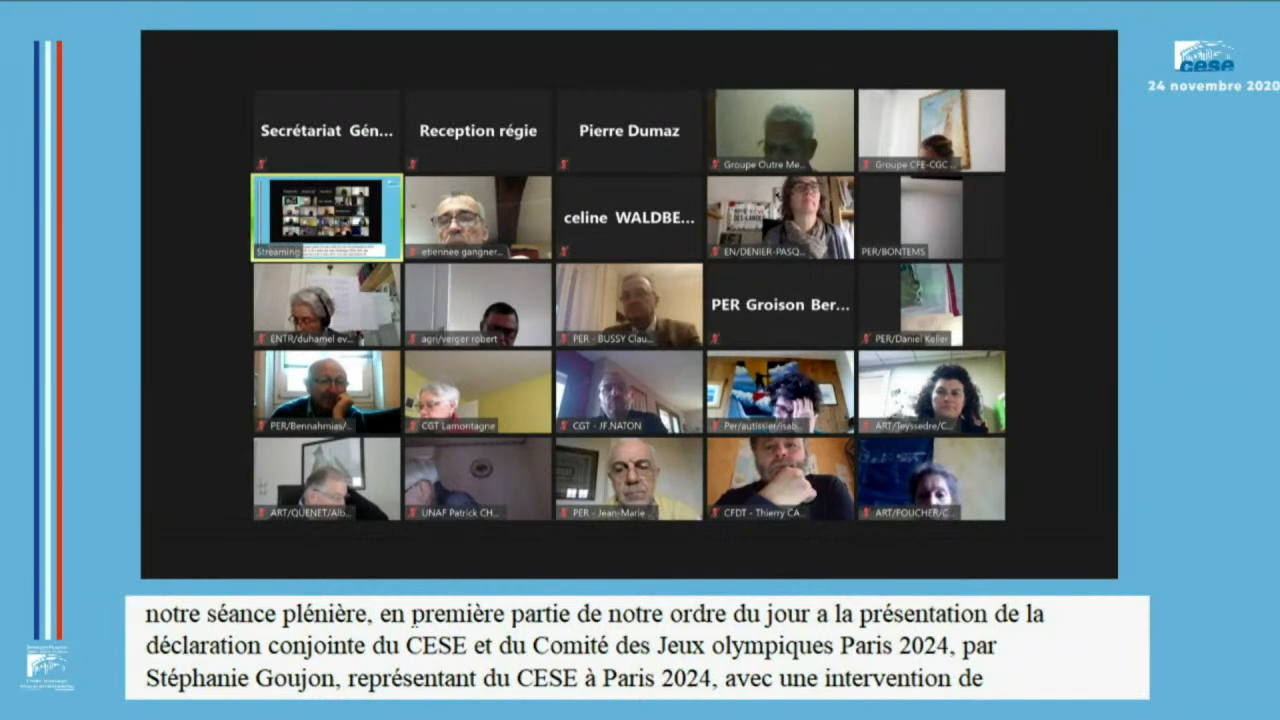 cese
24 novembre 2020
Secrétariat Gén...
Reception régie
Pierre Dumaz
Groupe Outre Me...
Groupe CFE-CGC ...
Streaming
etiennee gangner...
celine WALDBE...
EN/DENIER-PASQ...
PER/BONTEMS
ENTR/duhamel ev...
agri/verger robert
PER - BUSSY Clau...
PER Groison Ber...
PER/Daniel Keller
PER/Bennahmias/...
CGT Lamontagne
CGT - JF.NATON
Per/autissier/isab...
ART/Teyssedre/C...
ART/QUENET/Alb...
UNAF Patrick CH...
PER - Jean-Marie ...
CFDT - Thierry CA...
ART/FOUCHER/C...
notre séance plénière, en première partie de notre ordre du jour a la présentation de la
déclaration conjointe du CESE et du Comité des Jeux olympiques Paris 2024, par
Stéphanie Goujon, représentant du CESE à Paris 2024, avec une intervention de